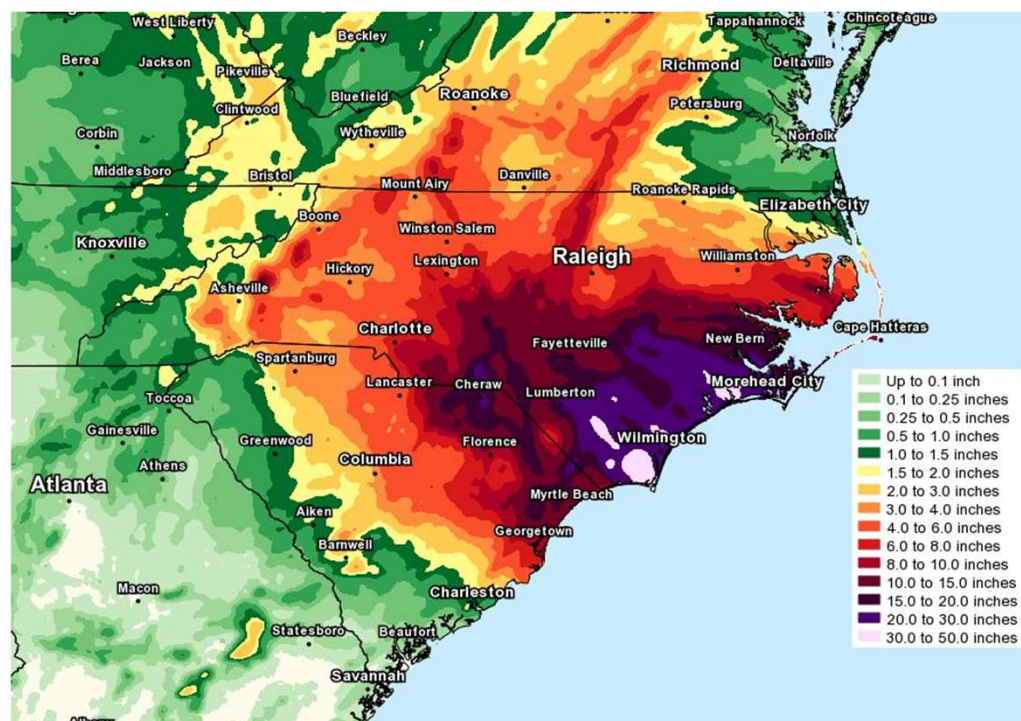 West Liberty
Tappahannock
Chincoteague
Beckley
Berea
Jackson
Pikeville
Richmond
Deltaville
Clintwood
Bluefield
Roanoke
Petersburg
Corbin
Wytheville
Norfolk
Middlesboro
Bristol
Mount Airy
Danville
Roanoke Rapids
Elizabeth City
Boone
Winston Salem
Knoxville
Hickory
Lexington
Raleigh
Williamston
Asheville
Charlotte
Fayetteville
New Bern
Cape Hatteras
Spartanburg
Lancaster
Cheraw
Lumberton
Morehead City
Toccoa
Gainesville
Greenwood
Florence
Wilmington
Athens
Columbia
Atlanta
Myrtle Beach
Aiken
Georgetown
Barnwell
Macon
Charleston
Statesboro
Beaufort
Savannah
Up to 0.1 inch
0.1 to 0.25 inches
0.25 to 0.5 inches
0.5 to 1.0 inches
1.0 to 1.5 inches
1.5 to 2.0 inches
2.0 to 3.0 inches
3.0 to 4.0 inches
4.0 to 6.0 inches
6.0 to 8.0 inches
8.0 to 10.0 inches
10.0 to 15.0 inches
15.0 to 20.0 inches
20.0 to 30.0 inches
30.0 to 50.0 inches